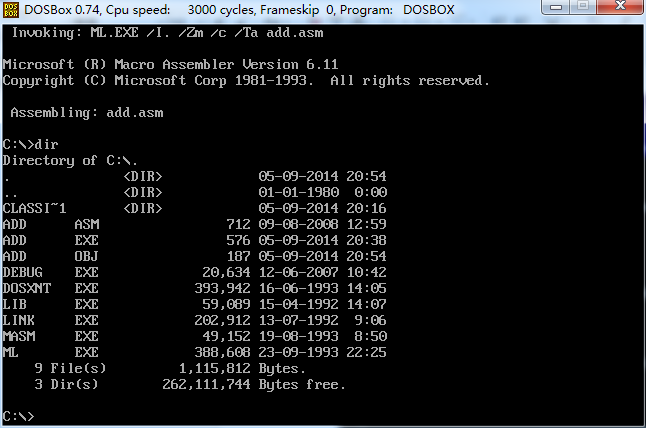 DOS BOX DOSBox 0.74, Cpu speed: 3000 cycles, Frameskip 0, Program: DOSBOX
Invoking: ML.EXE /I. /Zm /c /Ta add.asm
Microsoft (R) Macro Assembler Version 6.11
Copyright (C) Microsoft Corp 1981-1993. All rights reserved.
Assembling: add.asm
C:\>dir
Directory of C:\.
. <DIR> 05-09-2014 20:54
.. <DIR> 01-01-1980 0:00
CLASSI~1 <DIR> 05-09-2014 20:16
ADD ASM 712 09-08-2008 12:59
ADD EXE 576 05-09-2014 20:38
ADD OBJ 187 05-09-2014 20:54
DEBUG EXE 20,634 12-06-2007 10:42
DOSXNT EXE 393,942 16-06-1993 14:05
LIB EXE 59,089 15-04-1992 14:07
LINK EXE 202,912 13-07-1992 9:06
MASM EXE 49,152 19-08-1993 8:50
ML EXE 388,608 23-09-1993 22:25
9 File(s) 1,115,812 Bytes.
3 Dir(s) 262,111,744 Bytes free.
C:\>